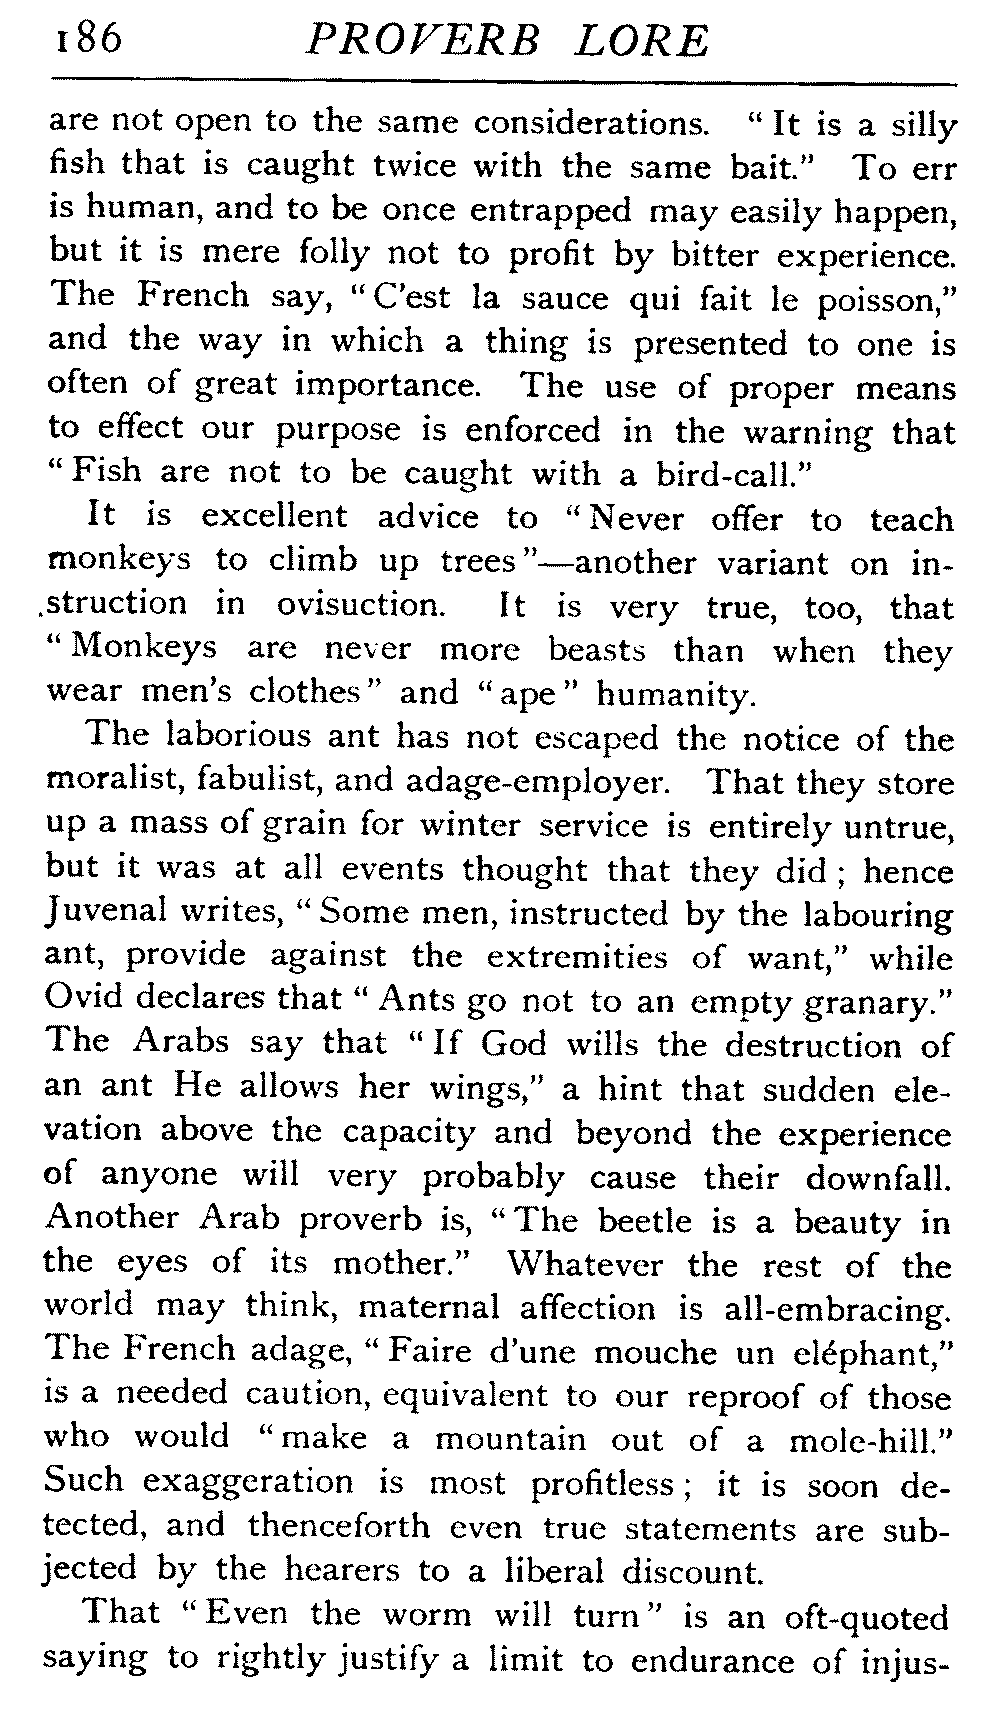 186 PROVERB LORE
are not open to the same considerations. “ It is a silly
fish that is caught twice with the same bait.” To err
is human, and to be once entrapped may easily happen,
but it is mere folly not to profit by bitter experience.
The French say, “ C’est la sauce qui fait le poisson,”
and the way in which a thing is presented to one is
often of great importance. The use of proper means
to effect our purpose is enforced in the warning that
“ Fish are not to be caught with a bird-call.”
It is excellent advice to “ Never offer to teach
monkeys to climb up trees ”—another variant on in-
struction in ovisuction. It is very true, too, that
“ Monkeys are never more beasts than when they
wear men’s clothes ” and “ ape ” humanity.
The laborious ant has not escaped the notice of the
moralist, fabulist, and adage-employer. That they store
up a mass of grain for winter service is entirely untrue,
but it was at all events thought that they did ; hence
Juvenal writes, “ Some men, instructed by the labouring
ant, provide against the extremities of want,” while
Ovid declares that “ Ants go not to an empty granary.”
The Arabs say that “ If God wills the destruction of
an ant He allows her wings,” a hint that sudden ele-
vation above the capacity and beyond the experience
of anyone will very probably cause their downfall.
Another Arab proverb is, “ The beetle is a beauty in
the eyes of its mother.” Whatever the rest of the
world may think, maternal affection is all-embracing.
The French adage, “ Faire d’une mouche un eléphant,”
is a needed caution, equivalent to our reproof of those
who would “ make a mountain out of a mole-hill.”
Such exaggeration is most profitless ; it is soon de-
tected, and thenceforth even true statements are sub-
jected by the hearers to a liberal discount.
That “ Even the worm will turn ” is an oft-quoted
saying to rightly justify a limit to endurance of injus-